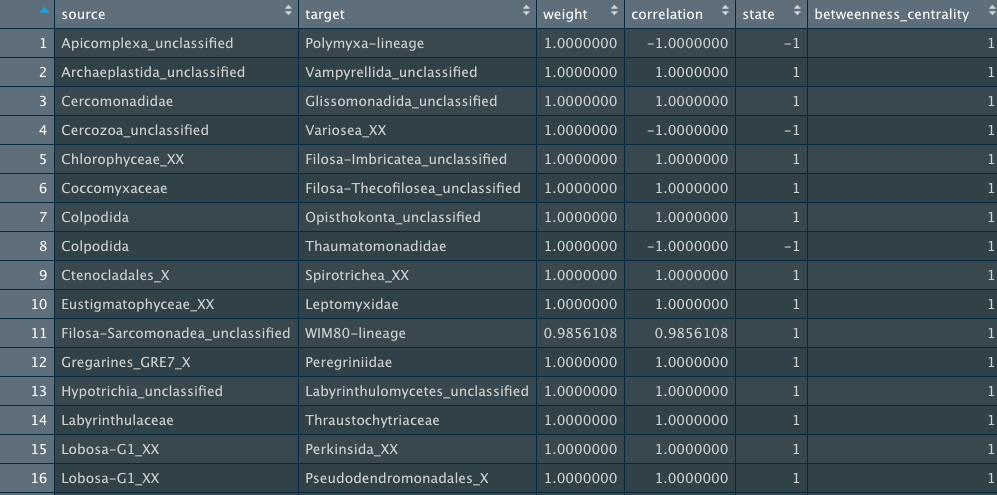 source target weight correlation state betweenness_centrality
1 Apicomplexa_unclassified Polymyxa-lineage 1.0000000 -1.0000000 -1 1
2 Archaeplastida_unclassified Vampyrellida_unclassified 1.0000000 1.0000000 1 1
3 Cercomonadidae Glissomonadida_unclassified 1.0000000 1.0000000 1 1
4 Cercozoa_unclassified Variosea_XX 1.0000000 -1.0000000 -1 1
5 Chlorophyceae_XX Filosa-Imbricatea_unclassified 1.0000000 1.0000000 1 1
6 Coccomyxaceae Filosa-Thecofilosea_unclassified 1.0000000 1.0000000 1 1
7 Colpodida Opisthokonta_unclassified 1.0000000 1.0000000 1 1
8 Colpodida Thaumatomonadidae 1.0000000 -1.0000000 -1 1
9 Ctenocladales_X Spirotrichea_XX 1.0000000 1.0000000 1 1
10 Eustigmatophyceae_XX Leptomyxidae 1.0000000 1.0000000 1 1
11 Filosa-Sarcomonadea_unclassified WIM80-lineage 0.9856108 0.9856108 1 1
12 Gregarines_GRE7_X Peregriniidae 1.0000000 1.0000000 1 1
13 Hypotrichia_unclassified Labyrinthulomycetes_unclassified 1.0000000 1.0000000 1 1
14 Labyrinthulaceae Thraustochytriaceae 1.0000000 1.0000000 1 1
15 Lobosa-G1_XX Perkinsida_XX 1.0000000 1.0000000 1 1
16 Lobosa-G1_XX Pseudodendromonadales_X 1.0000000 1.0000000 1 1